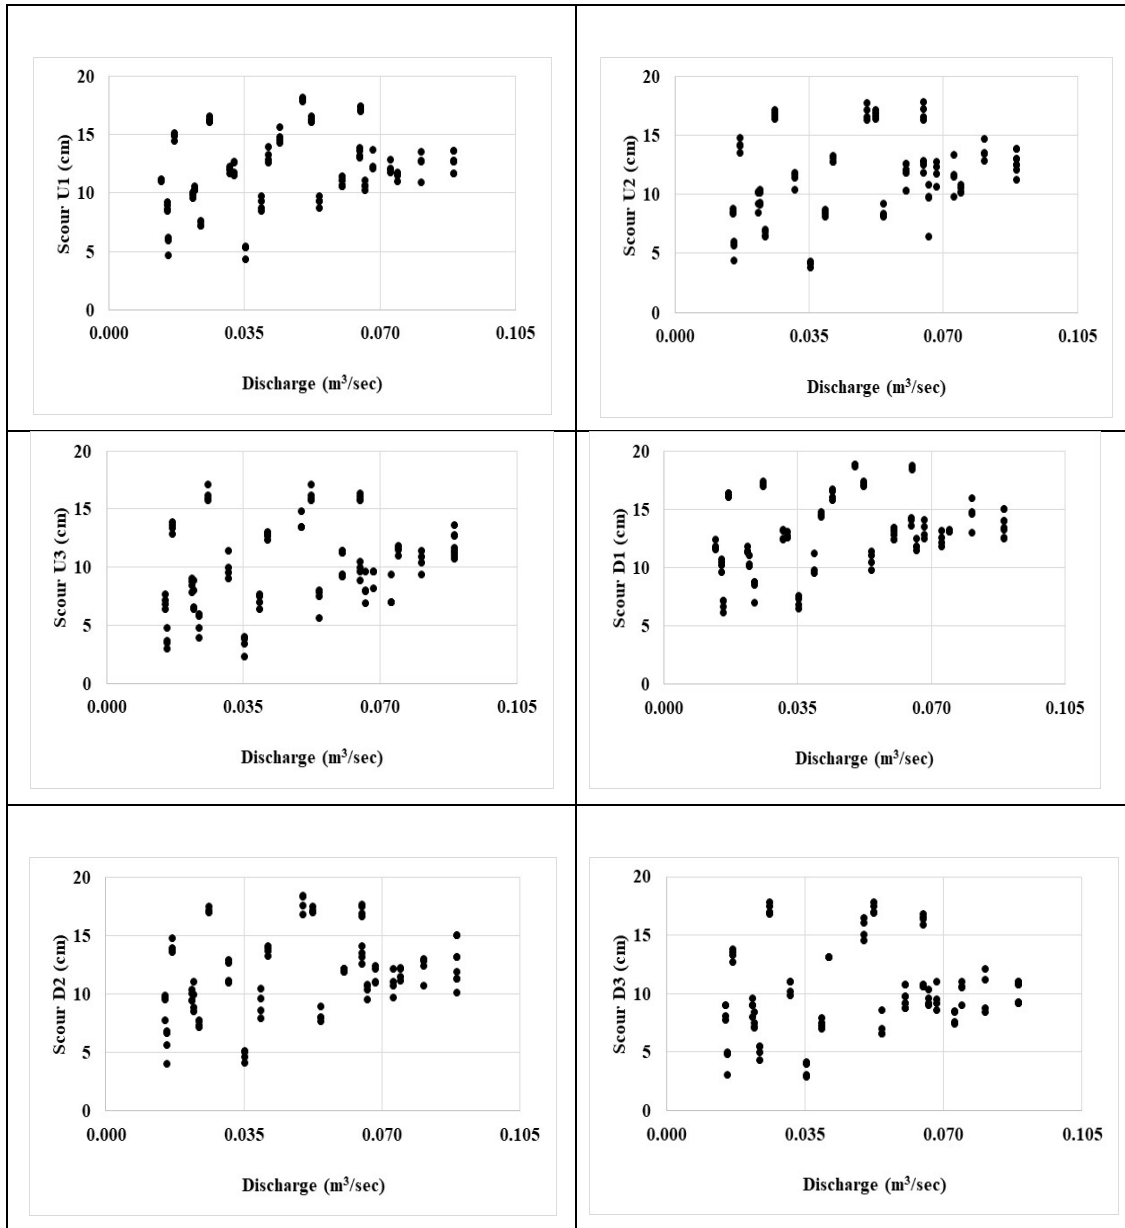 20
15
10
5
0
Scour U1 (cm)
0.000 0.035 0.070 0.105
Discharge (m³/sec)
20
15
10
5
0
Scour U2 (cm)
0.000 0.035 0.070 0.105
Discharge (m³/sec)
20
15
10
5
0
Scour U3 (cm)
0.000 0.035 0.070 0.105
Discharge (m³/sec)
20
15
10
5
0
Scour D1 (cm)
0.000 0.035 0.070 0.105
Discharge (m³/sec)
20
15
10
5
0
Scour D2 (cm)
0.000 0.035 0.070 0.105
Discharge (m³/sec)
20
15
10
5
0
Scour D3 (cm)
0.000 0.035 0.070 0.105
Discharge (m³/sec)